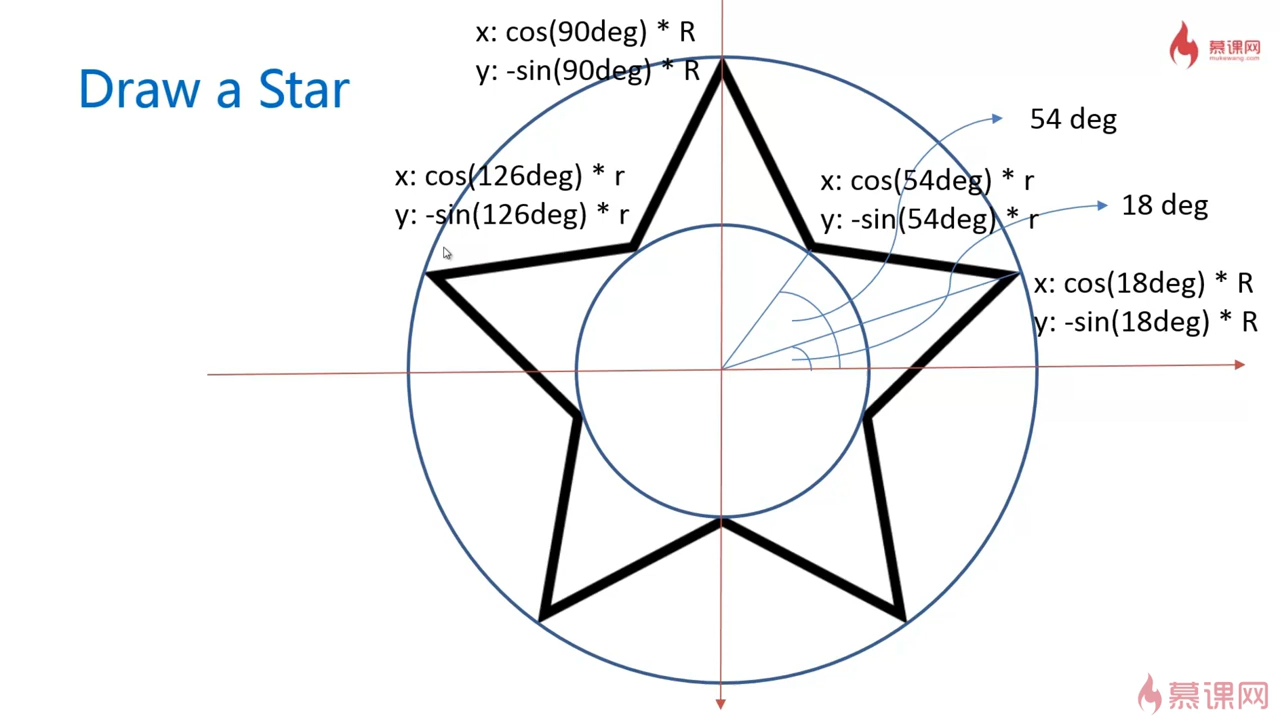 x: cos(90deg) * R
y: -sin(90deg) * R
慕课网
mukewang.com
Draw a Star
54 deg
x: cos(126deg) * r
y: -sin(126deg) * r
x: cos(54deg) * r
y: -sin(54deg) * r
18 deg
x: cos(18deg) * R
y: -sin(18deg) * R
慕课网